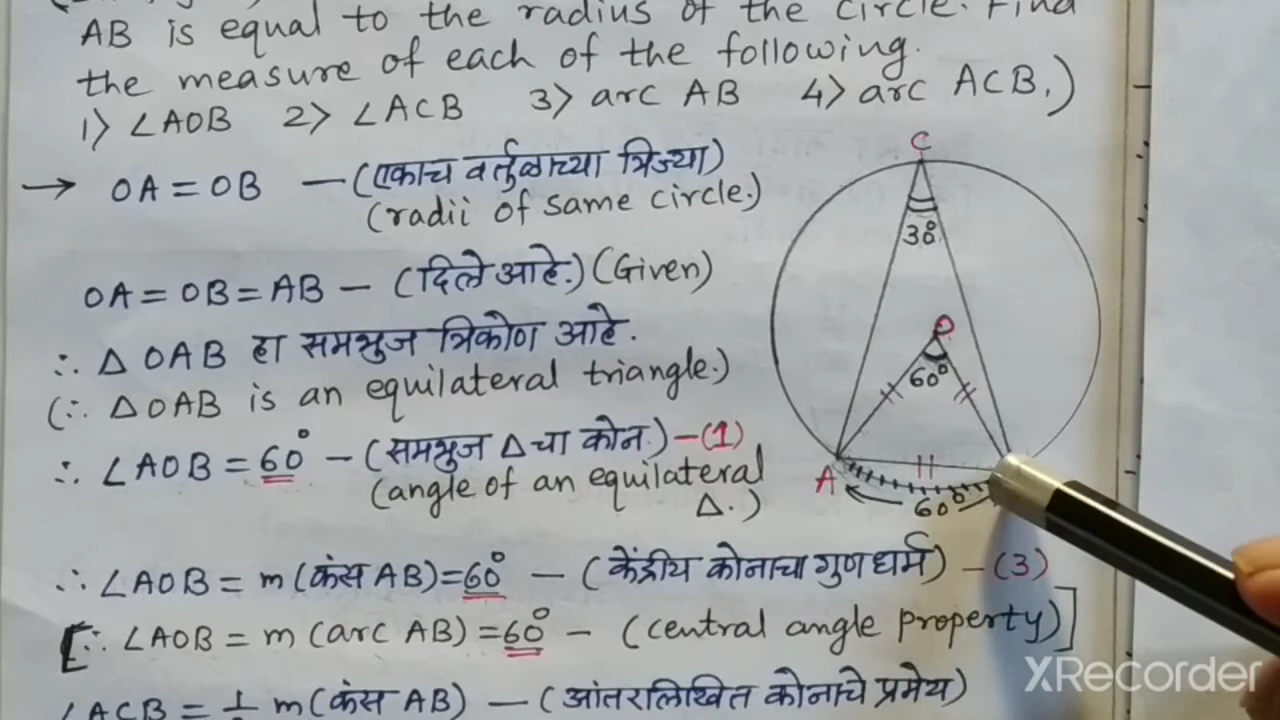 AB is equal to the radius of the circle. Find
the measure of each of the following.
1) ∠AOB 2) ∠ACB 3) arc AB 4) arc ACB.)
→ OA = OB — (एकाच वर्तुळाच्या त्रिज्या)
(radii of same circle.)
OA = OB = AB — (दिले आहे.) (Given)
∴ △OAB हा समभुज त्रिकोण आहे.
(∴ △OAB is an equilateral triangle.)
∴ ∠AOB = 60° — (समभुज △चा कोन.) —(1)
(angle of an equilateral
△.)
∴ ∠AOB = m (कंस AB) = 60° — (केंद्रीय कोनाचा गुणधर्म) — (3)
[∴ ∠AOB = m (arc AB) = 60° — (central angle property)]
∠ACB = 1/ m (कंस AB) — (आंतरलिखित कोनाचे प्रमेय)
C
30°
O
60°
A
60°
XRecorder